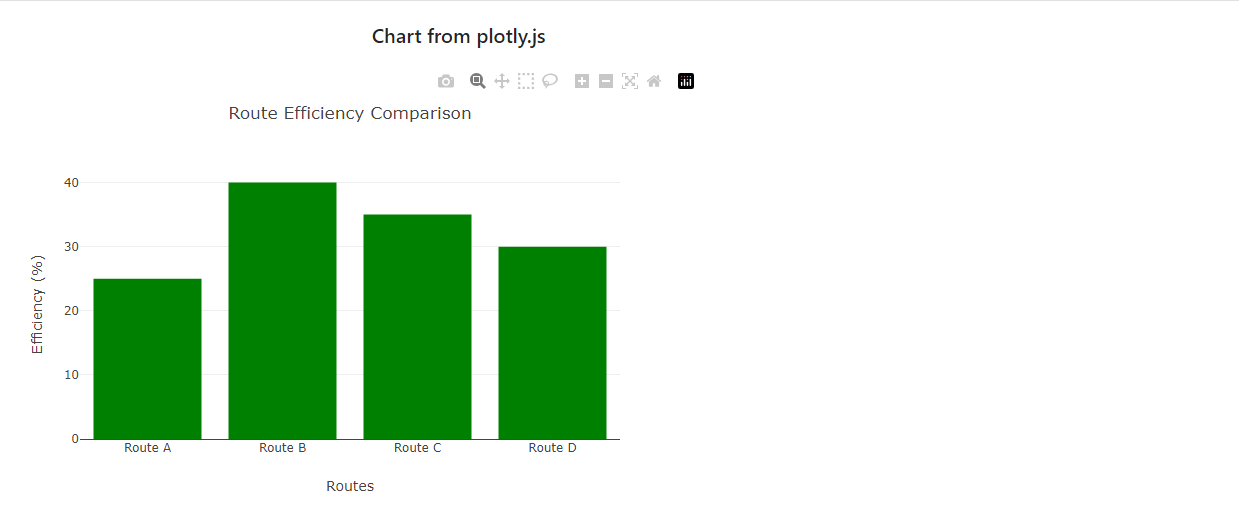 Chart from plotly.js
Route Efficiency Comparison
40
30
20
10
0
Efficiency (%)
Route A
Route B
Route C
Route D
Routes